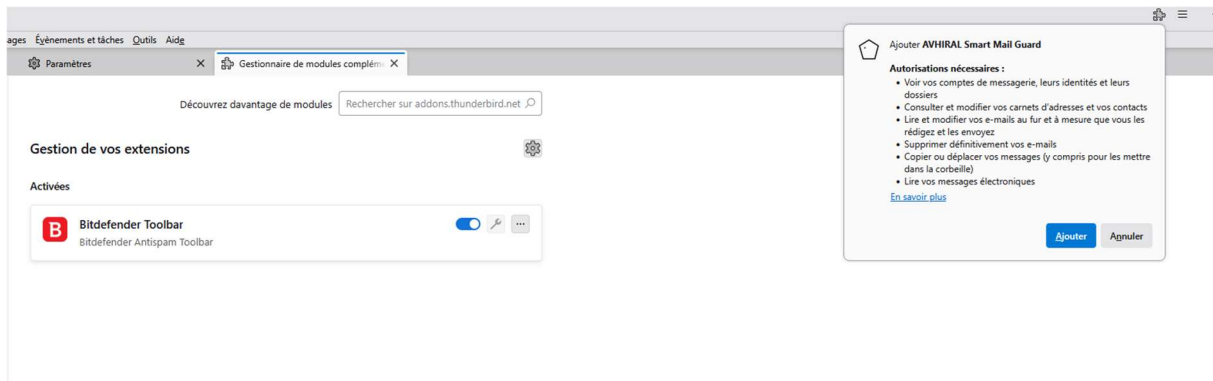 ages Évènements et tâches Outils Aide
Paramètres
Gestionnaire de modules complém
Découvrez davantage de modules
Rechercher sur addons.thunderbird.net
Gestion de vos extensions
Activées
B
Bitdefender Toolbar
Bitdefender Antispam Toolbar
Ajouter AVHIRAL Smart Mail Guard
Autorisations nécessaires :
• Voir vos comptes de messagerie, leurs identités et leurs
dossiers
• Consulter et modifier vos carnets d'adresses et vos contacts
• Lire et modifier vos e-mails au fur et à mesure que vous les
rédigez et les envoyez
• Supprimer définitivement vos e-mails
• Copier ou déplacer vos messages (y compris pour les mettre
dans la corbeille)
• Lire vos messages électroniques
En savoir plus
Ajouter
Annuler